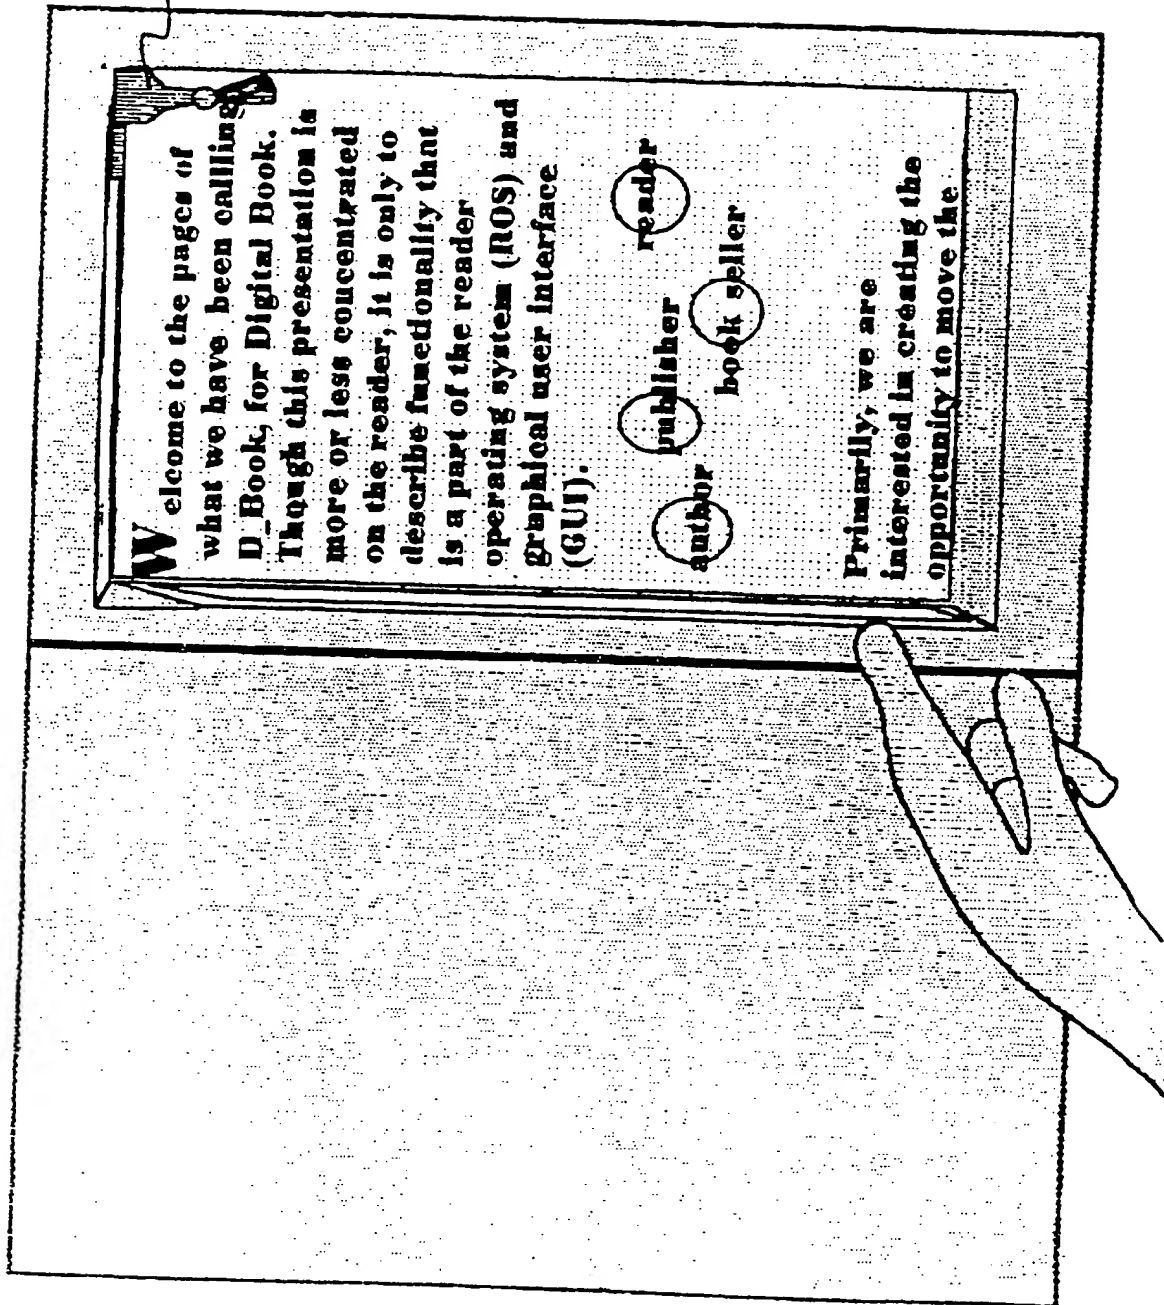 Welcome to the pages of
what we have been callling
D_Book, for Digital Book.
Though this presentation is
more or less concentrated
on the reader, it is only to
describe functionality that
is a part of the reader
operating system (ROS) and
graphical user interface
(GUI).
author
publisher
book seller
reader
Primarily, we are
interested in creating the
opportunity to move the